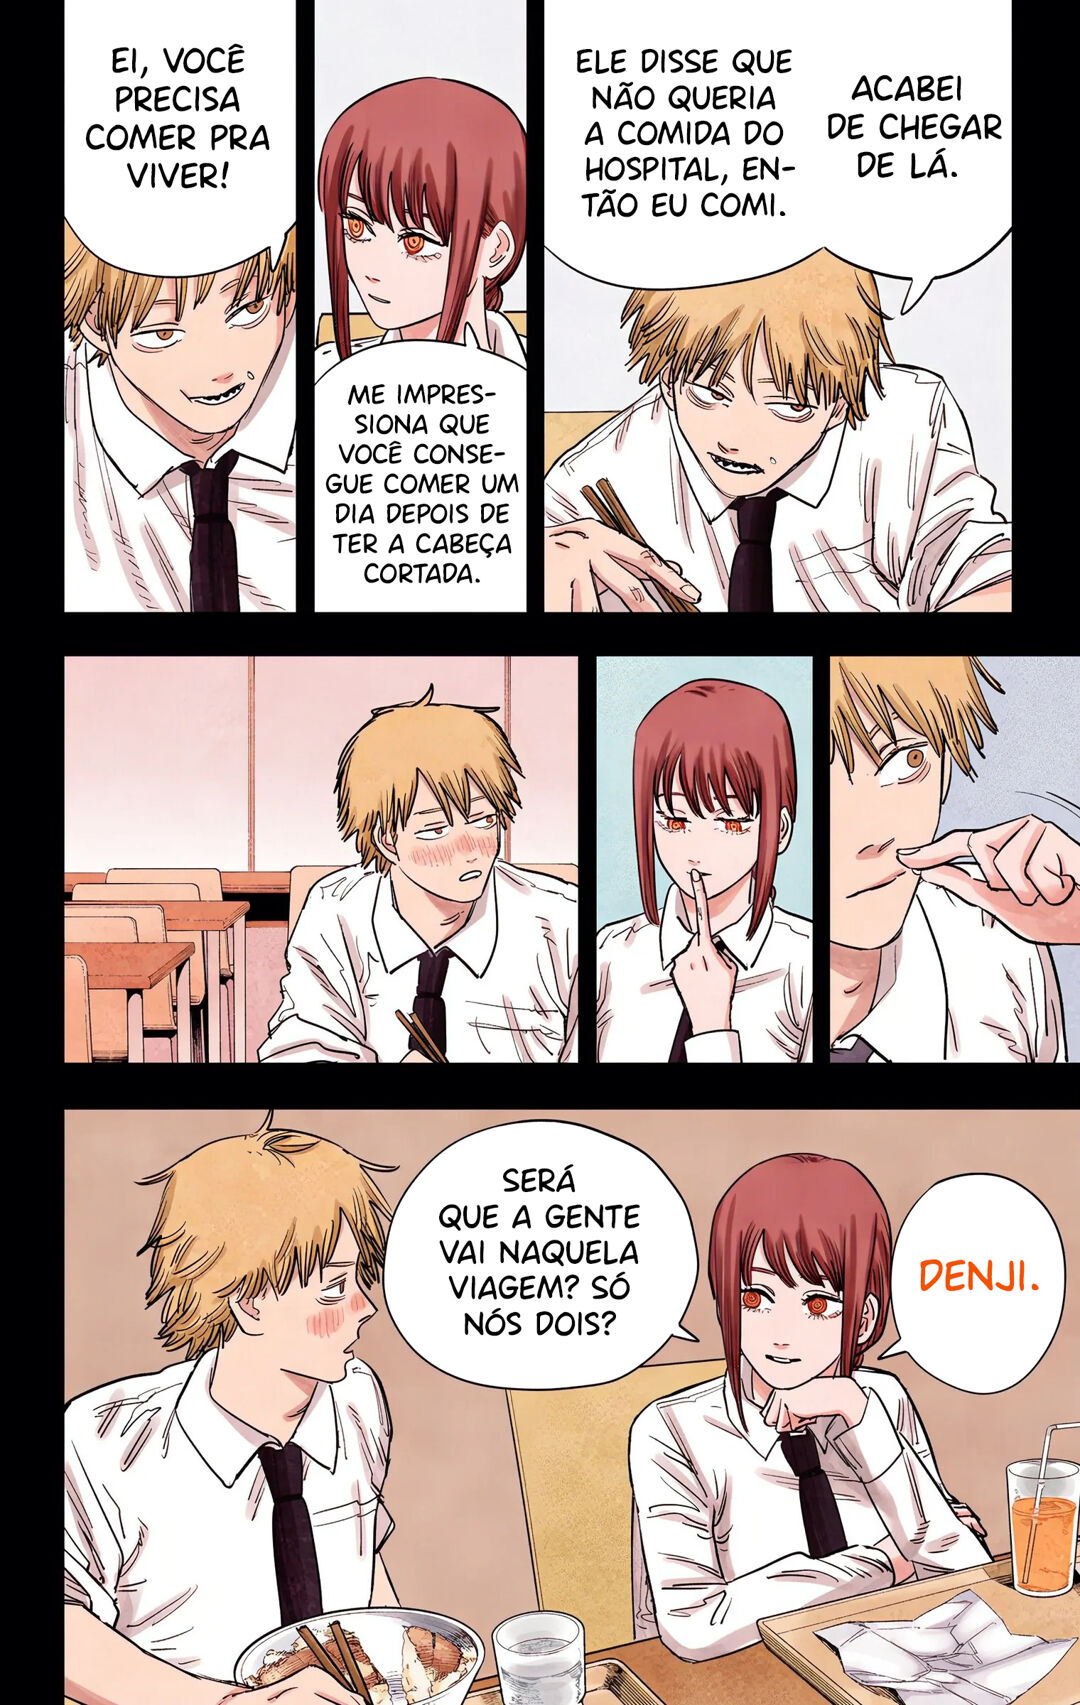 ACABEI
DE CHEGAR
DE LÁ.
ELE DISSE QUE
NÃO QUERIA
A COMIDA DO
HOSPITAL, EN-
TÃO EU COMI.
ME IMPRES-
SIONA QUE
VOCÊ CONSE-
GUE COMER UM
DIA DEPOIS DE
TER A CABEÇA
CORTADA.
EI, VOCÊ
PRECISA
COMER PRA
VIVER!
DENJI.
SERÁ
QUE A GENTE
VAI NAQUELA
VIAGEM? SÓ
NÓS DOIS?